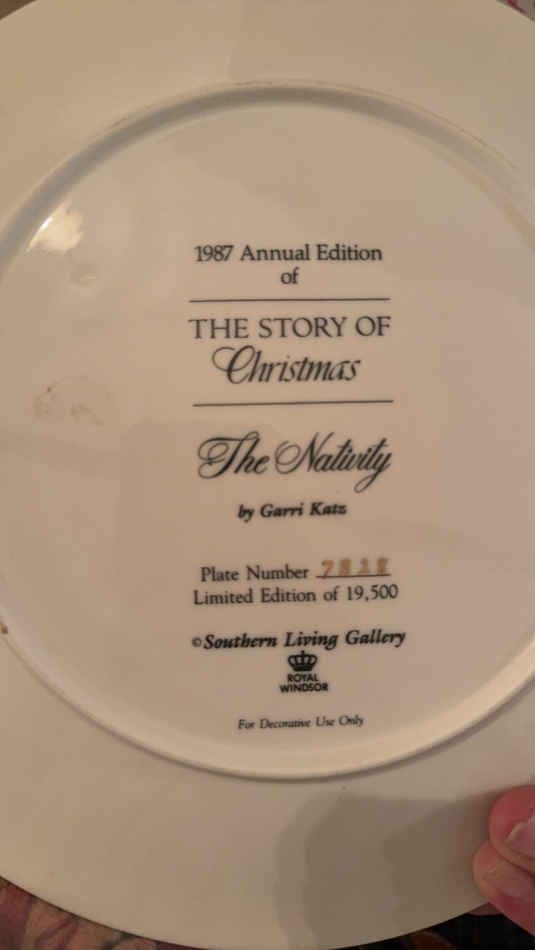 1987 Annual Edition
of
THE STORY OF
Christmas
The Nativity
by Garri Katz
Plate Number
Limited Edition of 19,500
©Southern Living Gallery
ROYAL
WINDSOR
For Decorative Use Only